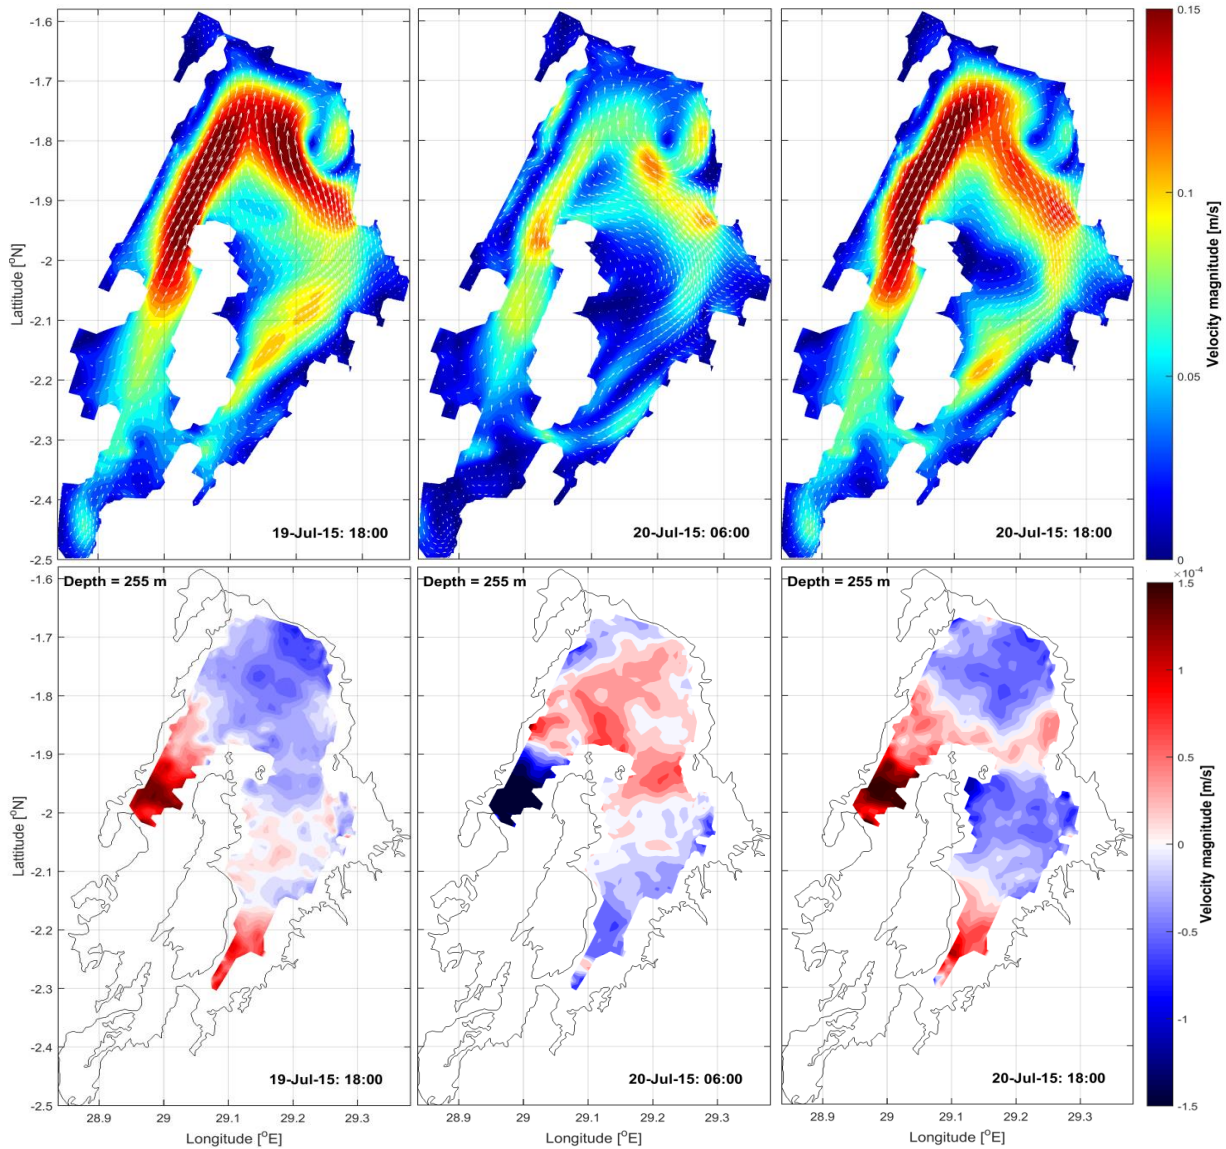 -1.6
-1.7
-1.8
-1.9
-2
-2.1
-2.2
-2.3
-2.4
-2.5
Lattitude [°N]
19-Jul-15: 18:00
20-Jul-15: 06:00
20-Jul-15: 18:00
0.15
0.1
0.05
0
Velocity magnitude [m/s]
Depth = 255 m
Depth = 255 m
Depth = 255 m
-1.6
-1.7
-1.8
-1.9
-2
-2.1
-2.2
-2.3
-2.4
-2.5
Lattitude [°N]
19-Jul-15: 18:00
20-Jul-15: 06:00
20-Jul-15: 18:00
×10⁻⁴
1.5
1
0.5
0
-0.5
-1
-1.5
Velocity magnitude [m/s]
28.9 29 29.1 29.2 29.3
28.9 29 29.1 29.2 29.3
28.9 29 29.1 29.2 29.3
Longitude [°E]
Longitude [°E]
Longitude [°E]